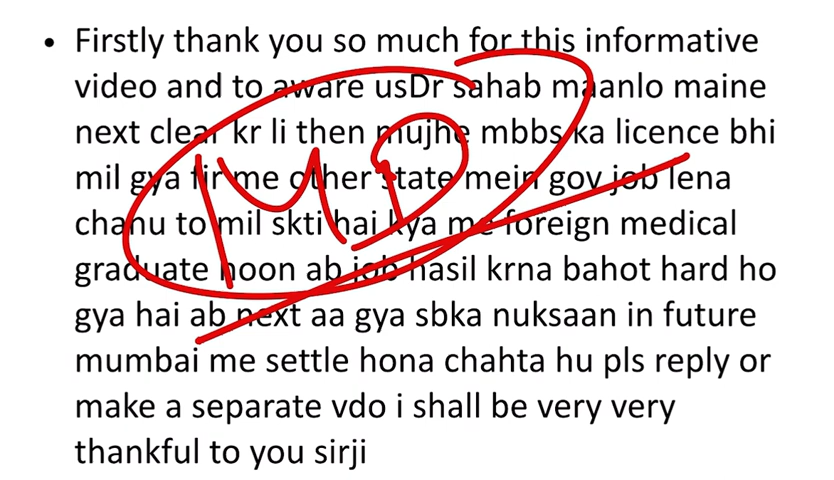 • Firstly thank you so much for this informative
video and to aware usDr sahab maanlo maine
next clear kr li then mujhe mbbs ka licence bhi
mil gya fir me other state mein gov job lena
chahu to mil skti hai kya me foreign medical
graduate hoon ab job hasil krna bahot hard ho
gya hai ab next aa gya sbka nuksaan in future
mumbai me settle hona chahta hu pls reply or
make a separate vdo i shall be very very
thankful to you sirji
MD